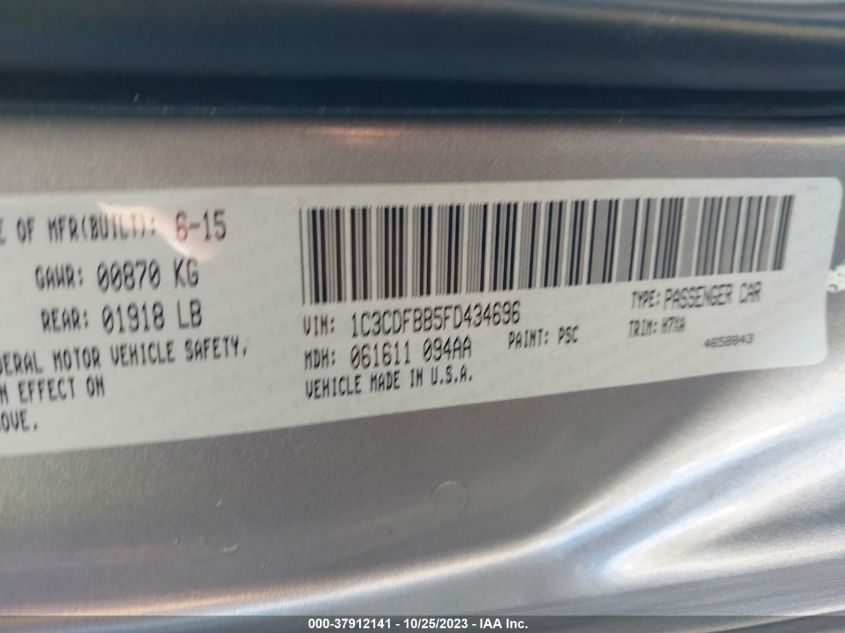 E OF MFR(BUILT): 6-15
GAWR: 00870 KG
REAR: 01918 LB
DERAL MOTOR VEHICLE SAFETY,
N EFFECT ON
OVE.
VIN: 1C3CDFBB5FD434696
TYPE: PASSENGER CAR
MDH: 061611 094AA
PAINT: PSC
TRIM: H7XA
VEHICLE MADE IN U.S.A.
4658843
000-37912141 - 10/25/2023 - IAA Inc.